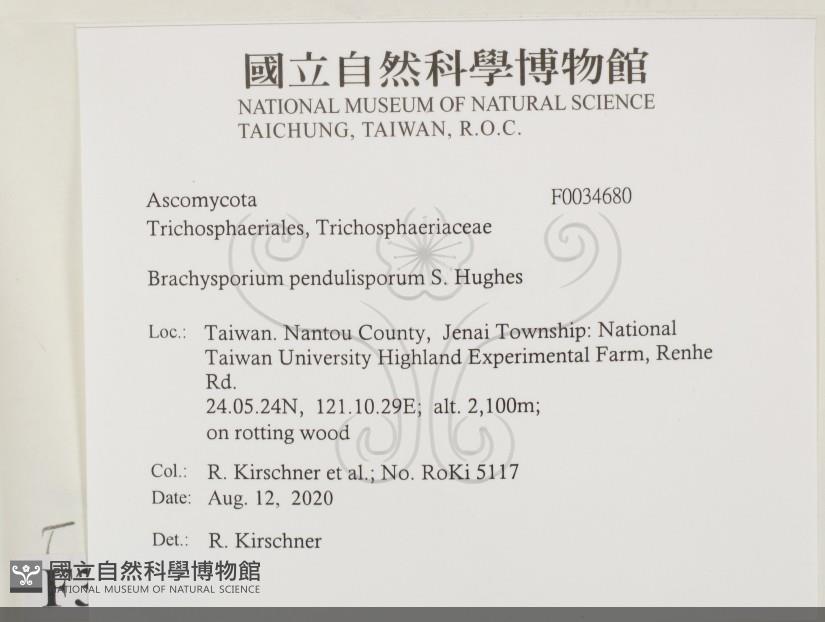 國立自然科學博物館
NATIONAL MUSEUM OF NATURAL SCIENCE
TAICHUNG, TAIWAN, R.O.C.
Ascomycota F0034680
Trichosphaeriales, Trichosphaeriaceae
Brachysporium pendulisporum S. Hughes
Loc.: Taiwan. Nantou County, Jenai Township: National
Taiwan University Highland Experimental Farm, Renhe
Rd.
24.05.24N, 121.10.29E; alt. 2,100m;
on rotting wood
Col.: R. Kirschner et al.; No. RoKi 5117
Date: Aug. 12, 2020
Det.: R. Kirschner
T
國立自然科學博物館
NATIONAL MUSEUM OF NATURAL SCIENCE